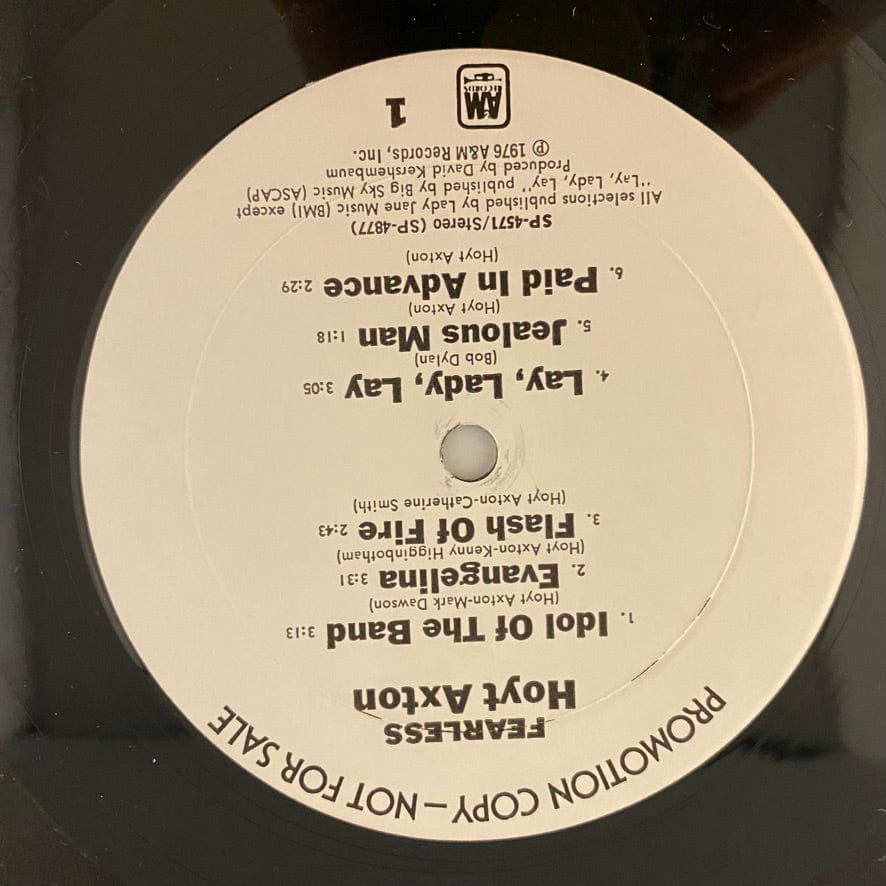 PROMOTION COPY — NOT FOR SALE
FEARLESS
Hoyt Axton
1. Idol Of The Band 3:13
(Hoyt Axton-Mark Dawson)
2. Evangelina 3:31
(Hoyt Axton-Kenny Higginbotham)
3. Flash Of Fire 2:43
(Hoyt Axton-Catherine Smith)
4. Lay, Lady, Lay 3:05
(Bob Dylan)
5. Jealous Man 1:18
(Hoyt Axton)
6. Paid In Advance 2:29
(Hoyt Axton)
SP-4571/Stereo (SP-4877)
All selections published by Lady Jane Music (BMI) except
"Lay, Lady, Lay" published by Big Sky Music (ASCAP)
Produced by David Kershembaum
℗ 1976 A&M Records, Inc.
A&M RECORDS
1